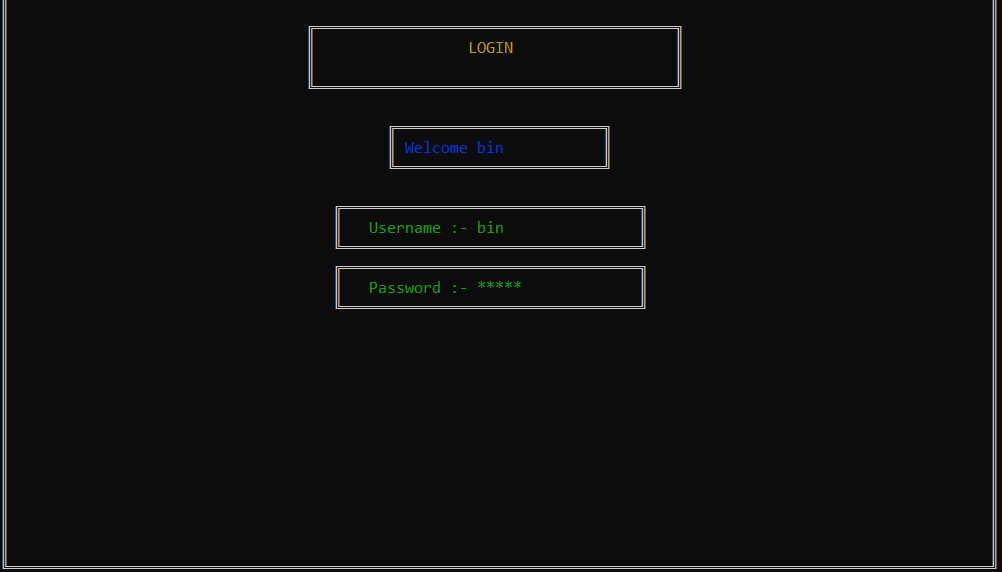 LOGIN
Welcome bin
Username :- bin
Password :- *****